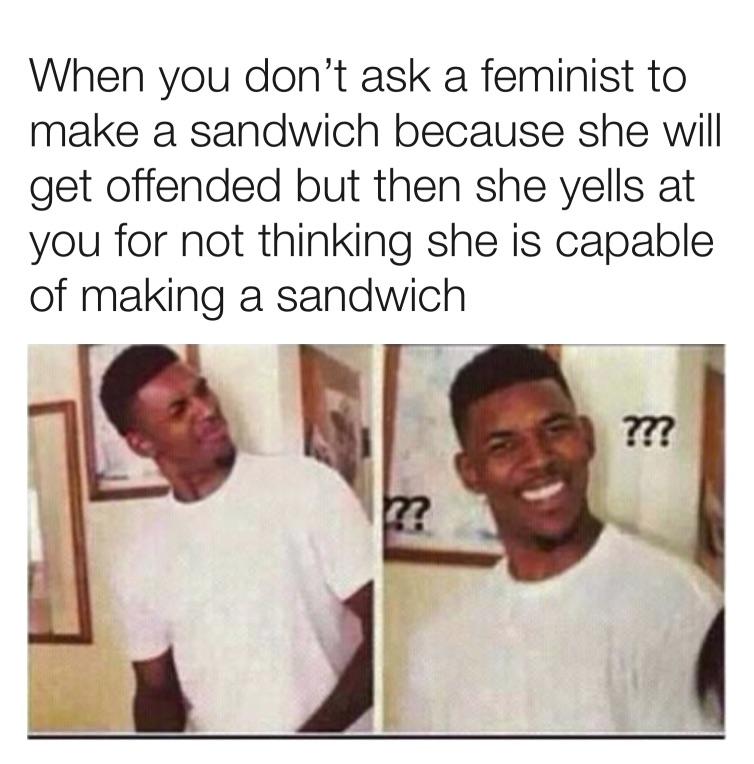 When you don’t ask a feminist to
make a sandwich because she will
get offended but then she yells at
you for not thinking she is capable
of making a sandwich
???
??